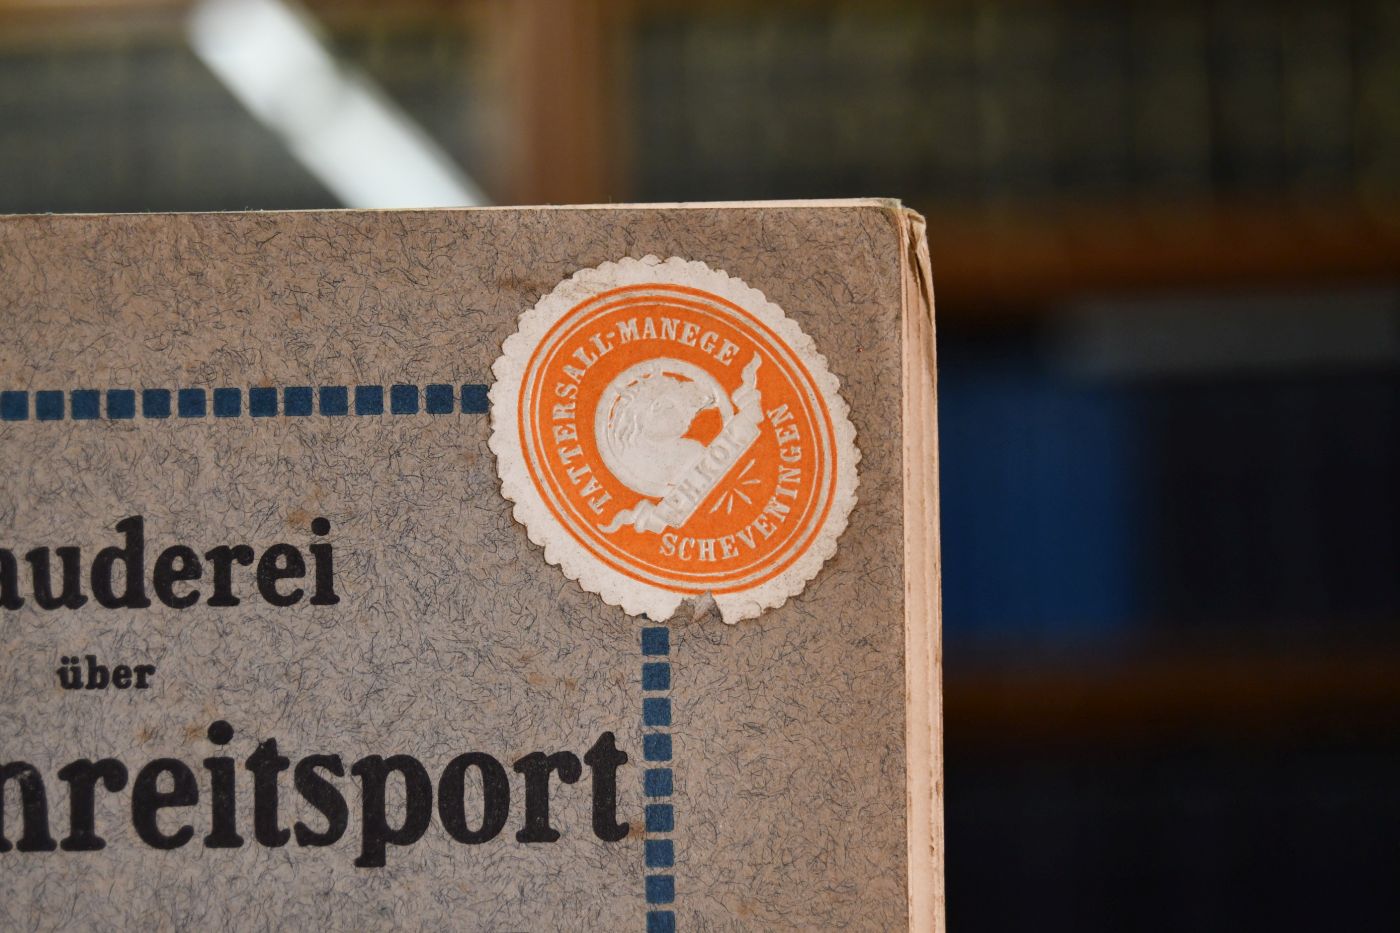 TATTERSALL-MANEGE
SCHEVENINGEN
auderei
über
nreitsport